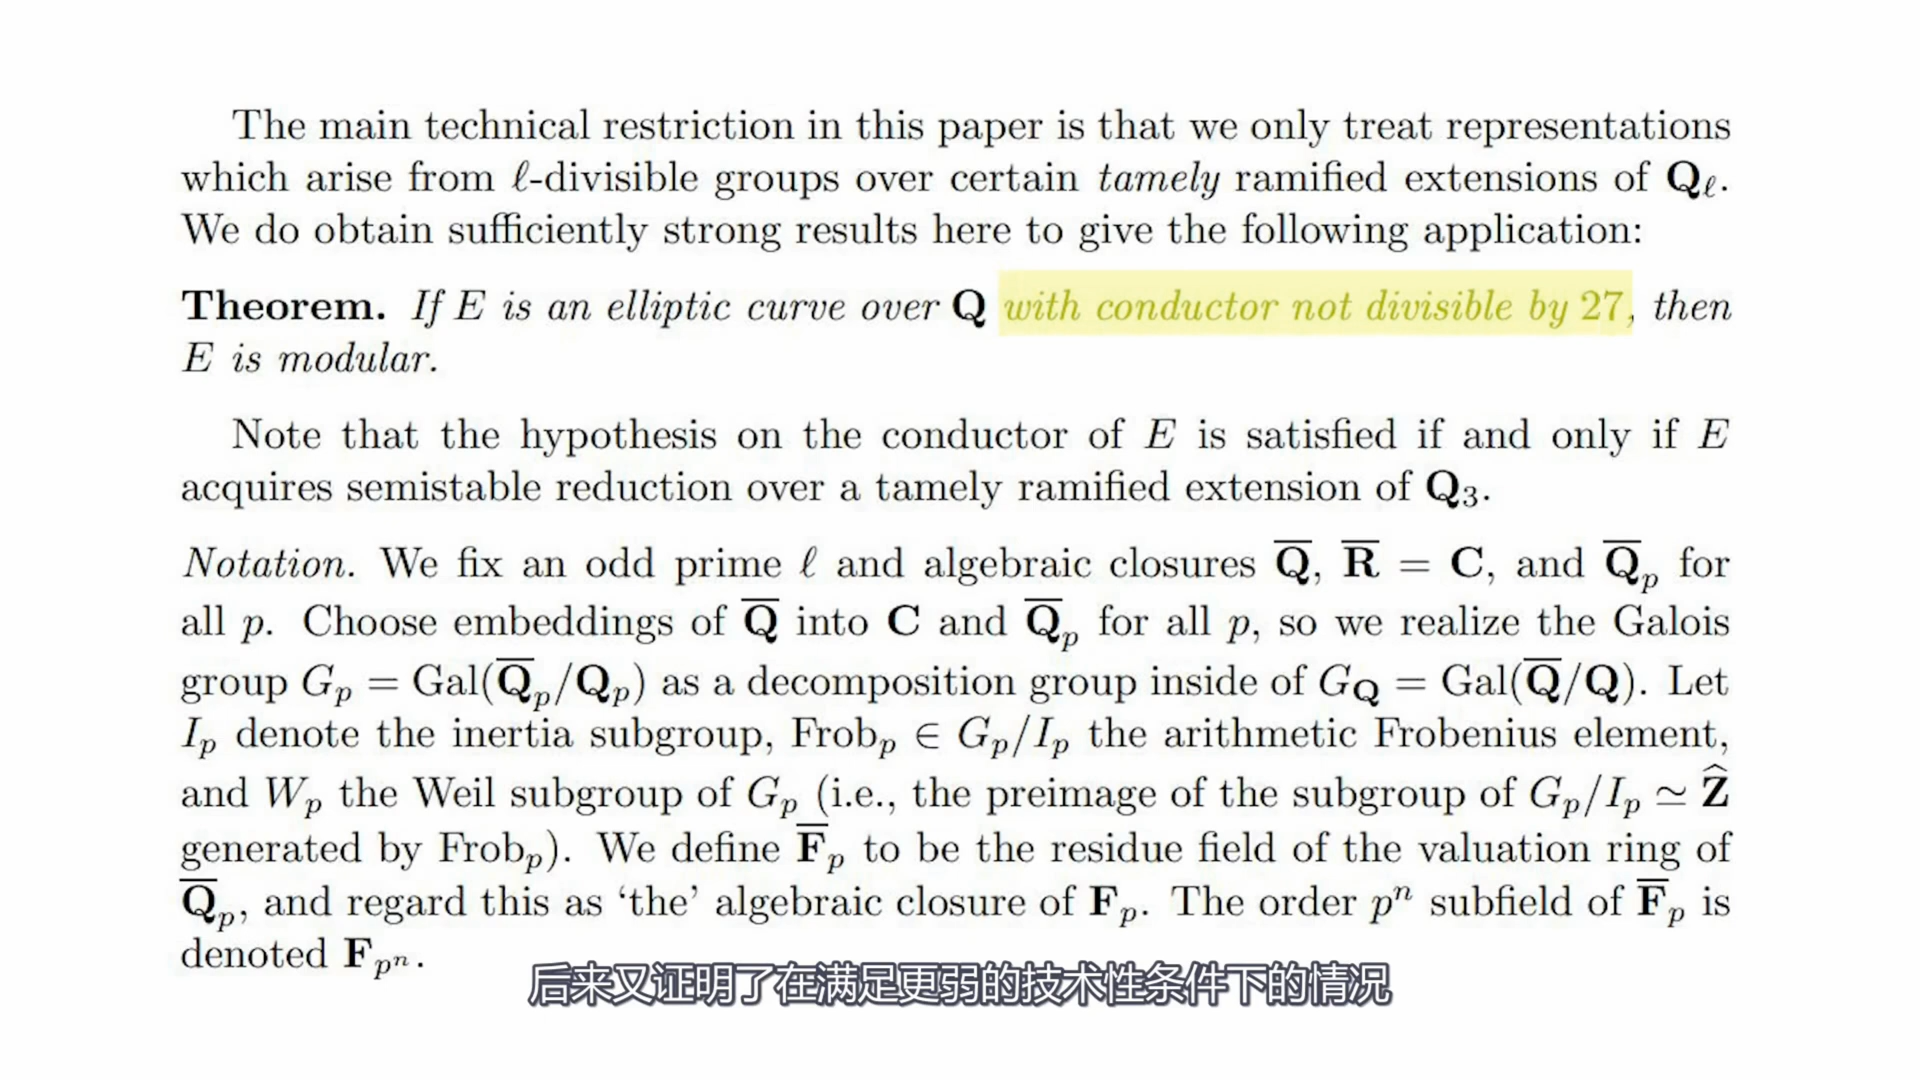 The main technical restriction in this paper is that we only treat representations
which arise from ℓ-divisible groups over certain tamely ramified extensions of Qℓ.
We do obtain sufficiently strong results here to give the following application:
Theorem. If E is an elliptic curve over Q with conductor not divisible by 27, then
E is modular.
Note that the hypothesis on the conductor of E is satisfied if and only if E
acquires semistable reduction over a tamely ramified extension of Q₃.
Notation. We fix an odd prime ℓ and algebraic closures Q̅, R̅ = C, and Q̅ₚ for
all p. Choose embeddings of Q̅ into C and Q̅ₚ for all p, so we realize the Galois
group Gₚ = Gal(Q̅ₚ/Qₚ) as a decomposition group inside of G_Q = Gal(Q̅/Q). Let
Iₚ denote the inertia subgroup, Frobₚ ∈ Gₚ/Iₚ the arithmetic Frobenius element,
and Wₚ the Weil subgroup of Gₚ (i.e., the preimage of the subgroup of Gₚ/Iₚ ≃ Ẑ
generated by Frobₚ). We define F̅ₚ to be the residue field of the valuation ring of
Q̅ₚ, and regard this as ‘the’ algebraic closure of Fₚ. The order pⁿ subfield of F̅ₚ is
denoted F_{pⁿ}.
后来又证明了在满足更弱的技术性条件下的情况